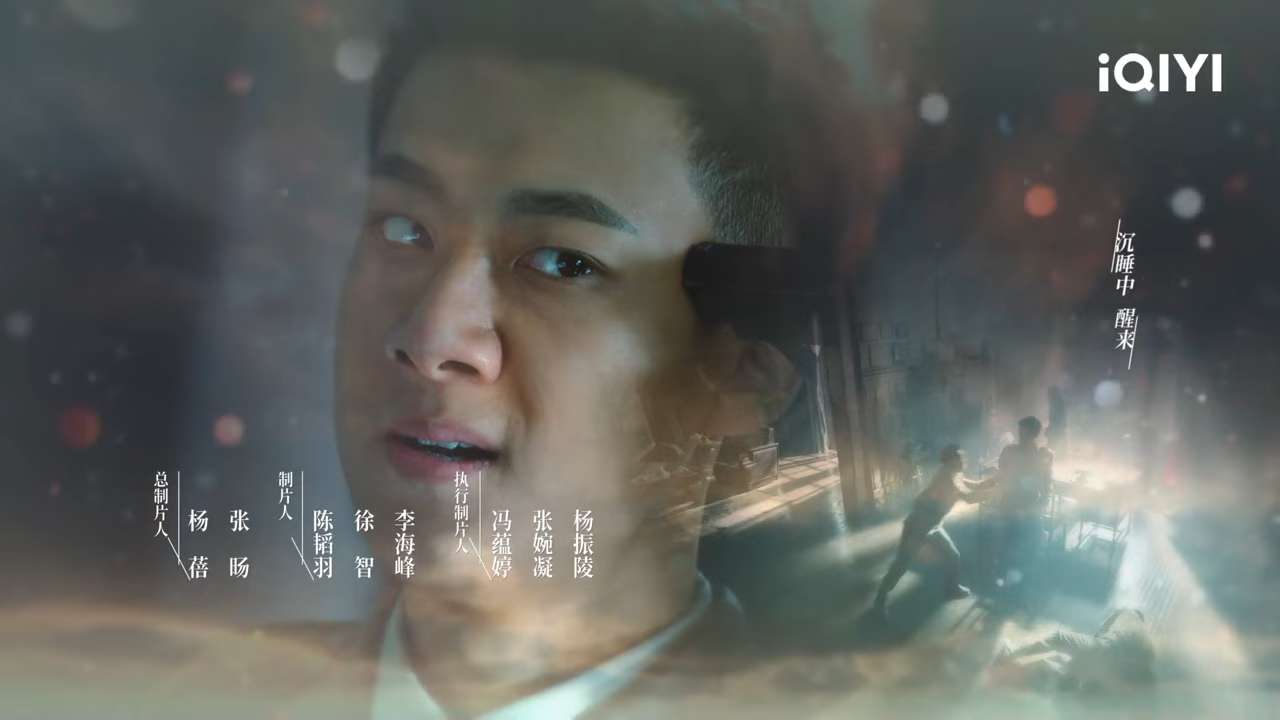 iQIYI
沉睡中 醒来
总制片人
杨蓓
张旸
制片人
陈韬羽
徐智
李海峰
执行制片人
冯蕴婷
张婉凝
杨振陵